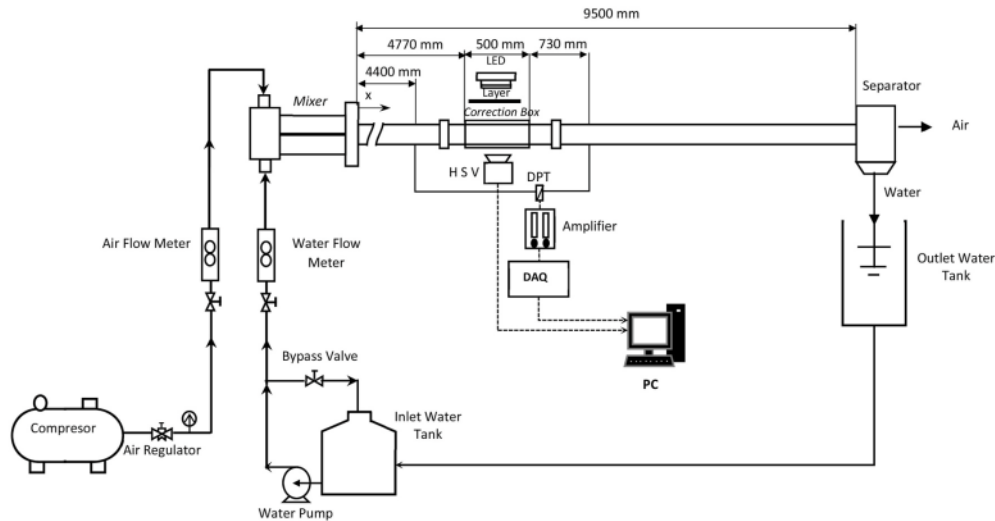 9500 mm
4770 mm
500 mm
730 mm
4400 mm
LED
Layer
Correction Box
x
Mixer
Separator
Air
Water
H S V
DPT
Amplifier
DAQ
PC
Air Flow Meter
Water Flow
Meter
Outlet Water
Tank
Bypass Valve
Inlet Water
Tank
Compresor
Air Regulator
Water Pump